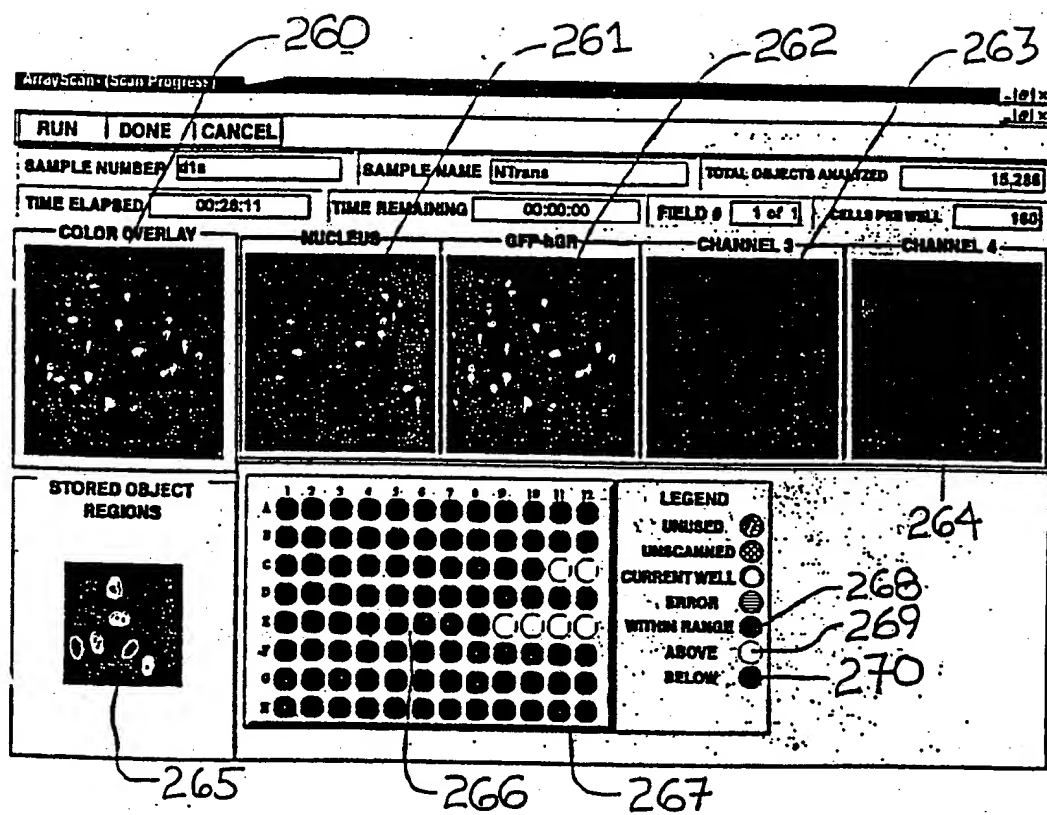 260 261 262 263
ArrayScan - (Scan Progress)
RUN DONE CANCEL
SAMPLE NUMBER d1s SAMPLE NAME NTrans TOTAL OBJECTS ANALYZED 15,286
TIME ELAPSED 00:28:11 TIME REMAINING 00:00:00 FIELD # 1 of 1 CELLS PER WELL 160
COLOR OVERLAY NUCLEUS GFP-hGR CHANNEL 3 CHANNEL 4
STORED OBJECT
REGIONS
1 2 3 4 5 6 7 8 9 10 11 12
A
B
C
D
E
F
G
H
LEGEND
UNUSED
UNSCANNED
CURRENT WELL
ERROR
WITHIN RANGE
ABOVE
BELOW
264
268
269
270
265 266 267